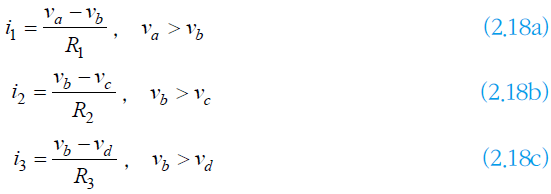 i₁ = (v_a − v_b) / R₁ , v_a > v_b (2.18a)
i₂ = (v_b − v_c) / R₂ , v_b > v_c (2.18b)
i₃ = (v_b − v_d) / R₃ , v_b > v_d (2.18c)